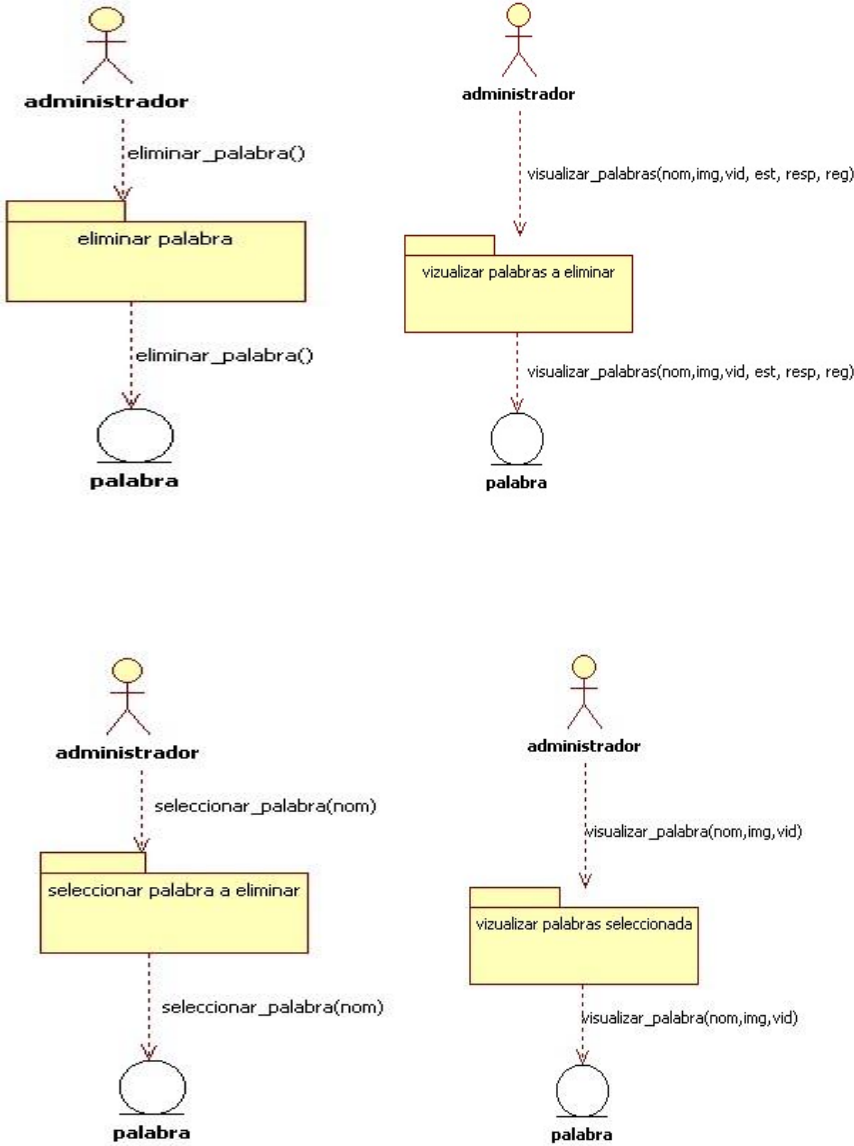 administrador
eliminar_palabra()
eliminar palabra
eliminar_palabra()
palabra
administrador
visualizar_palabras(nom,img,vid, est, resp, reg)
vizualizar palabras a eliminar
visualizar_palabras(nom,img,vid, est, resp, reg)
palabra
administrador
seleccionar_palabra(nom)
seleccionar palabra a eliminar
seleccionar_palabra(nom)
palabra
administrador
visualizar_palabra(nom,img,vid)
vizualizar palabras seleccionada
visualizar_palabra(nom,img,vid)
palabra